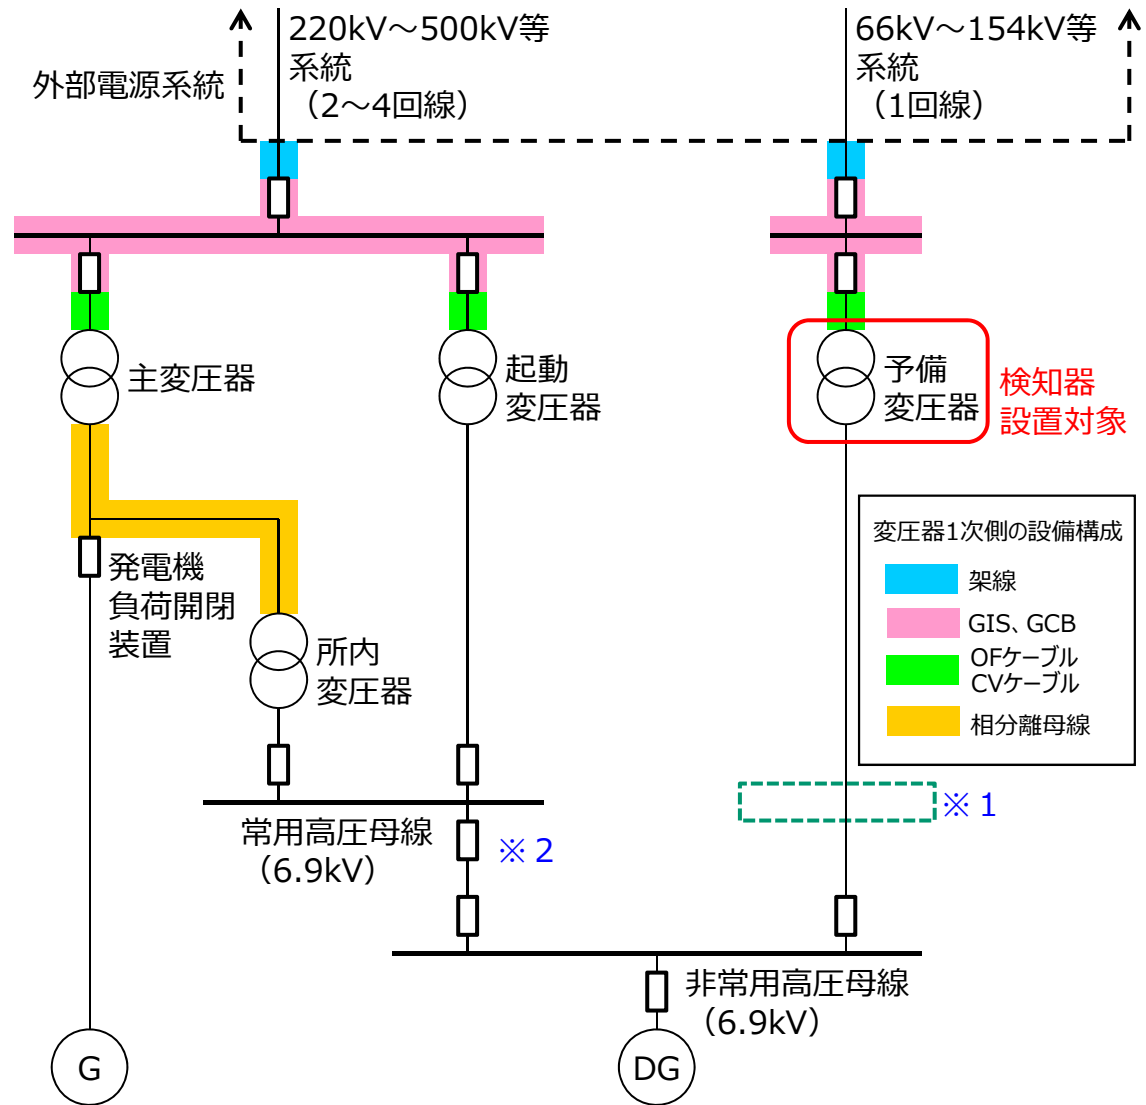 220kV～500kV等
系統
（2～4回線）
66kV～154kV等
系統
（1回線）
外部電源系統
主変圧器
起動
変圧器
予備
変圧器
検知器
設置対象
変圧器1次側の設備構成
架線
GIS、GCB
OFケーブル
CVケーブル
相分離母線
発電機
負荷開閉
装置
所内
変圧器
※１
常用高圧母線
（6.9kV）
※２
非常用高圧母線
（6.9kV）
G
DG